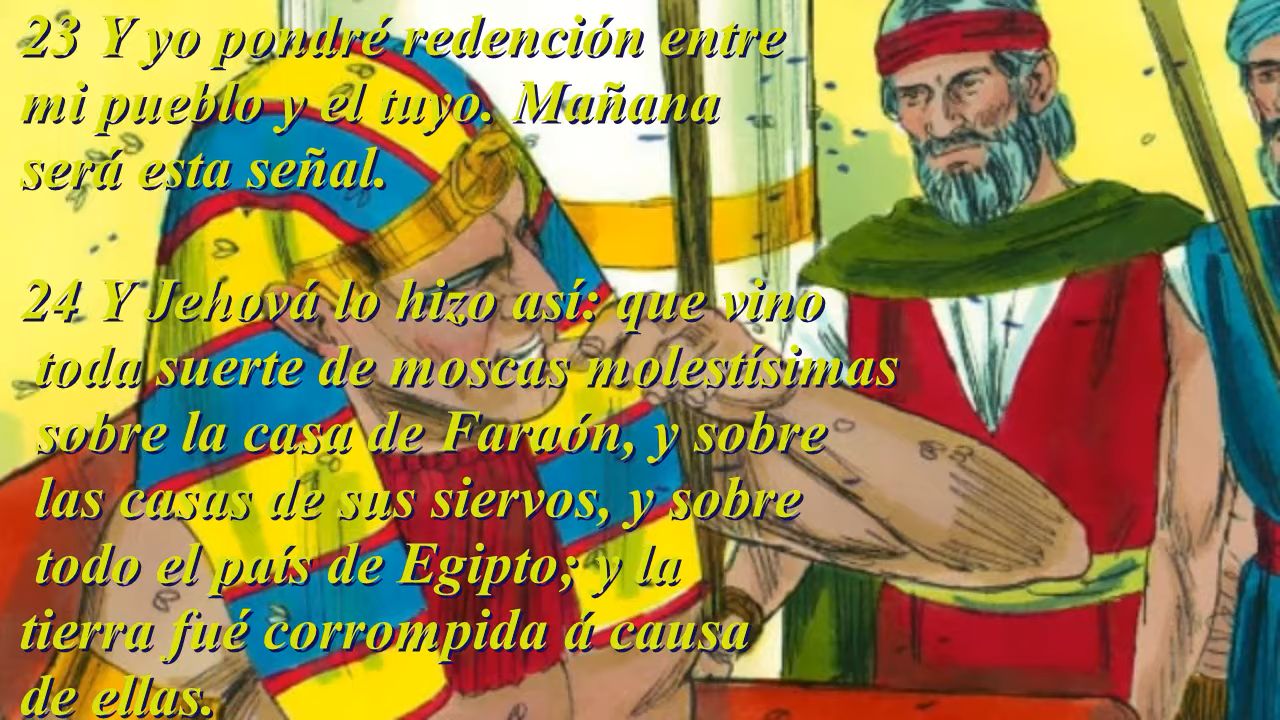 23 Y yo pondré redención entre
mi pueblo y el tuyo. Mañana
será esta señal.
24 Y Jehová lo hizo así: que vino
toda suerte de moscas molestísimas
sobre la casa de Faraón, y sobre
las casas de sus siervos, y sobre
todo el país de Egipto; y la
tierra fué corrompida á causa
de ellas.